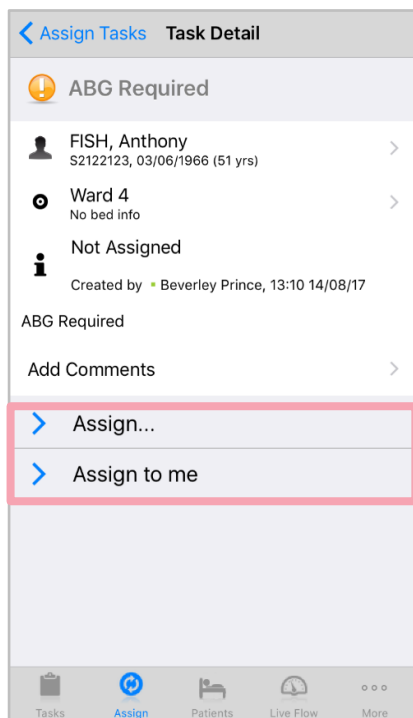 Assign Tasks Task Detail
ABG Required
FISH, Anthony
S2122123, 03/06/1966 (51 yrs)
Ward 4
No bed info
Not Assigned
Created by • Beverley Prince, 13:10 14/08/17
ABG Required
Add Comments
Assign...
Assign to me
Tasks Assign Patients Live Flow More